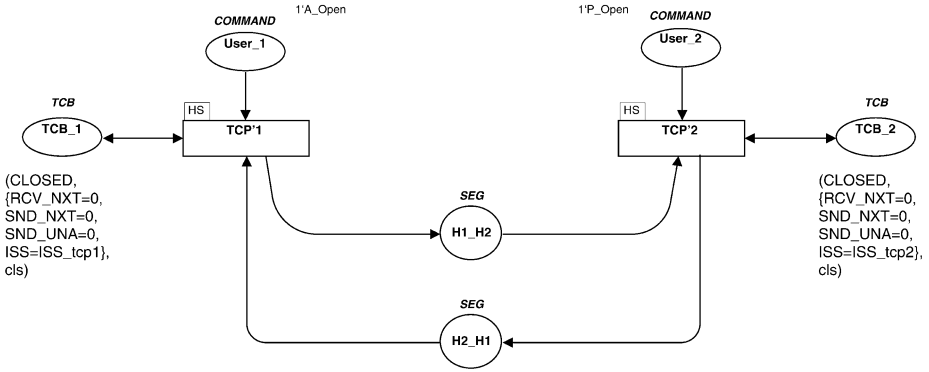 1'A_Open
1'P_Open
COMMAND
COMMAND
User_1
User_2
TCB
HS
HS
TCB
TCB_1
TCP'1
TCP'2
TCB_2
(CLOSED,
{RCV_NXT=0,
SND_NXT=0,
SND_UNA=0,
ISS=ISS_tcp1},
cls)
SEG
H1_H2
(CLOSED,
{RCV_NXT=0,
SND_NXT=0,
SND_UNA=0,
ISS=ISS_tcp2},
cls)
SEG
H2_H1